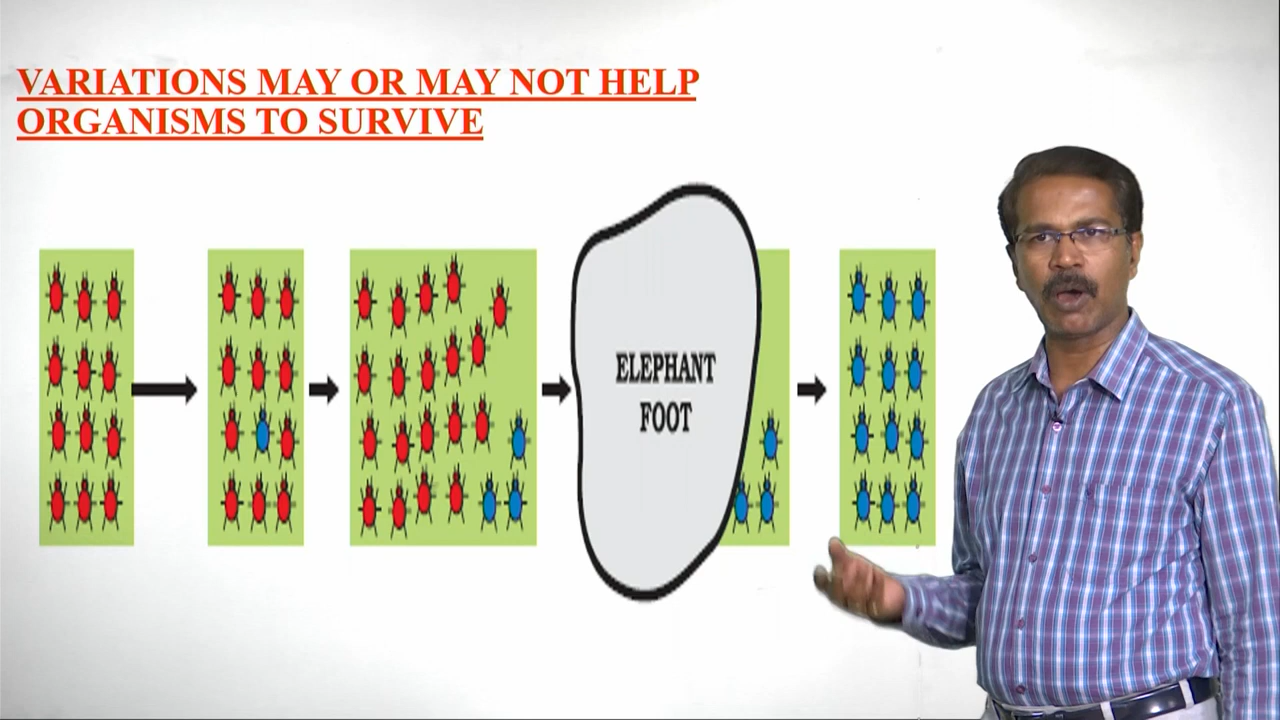 VARIATIONS MAY OR MAY NOT HELP
ORGANISMS TO SURVIVE
ELEPHANT
FOOT